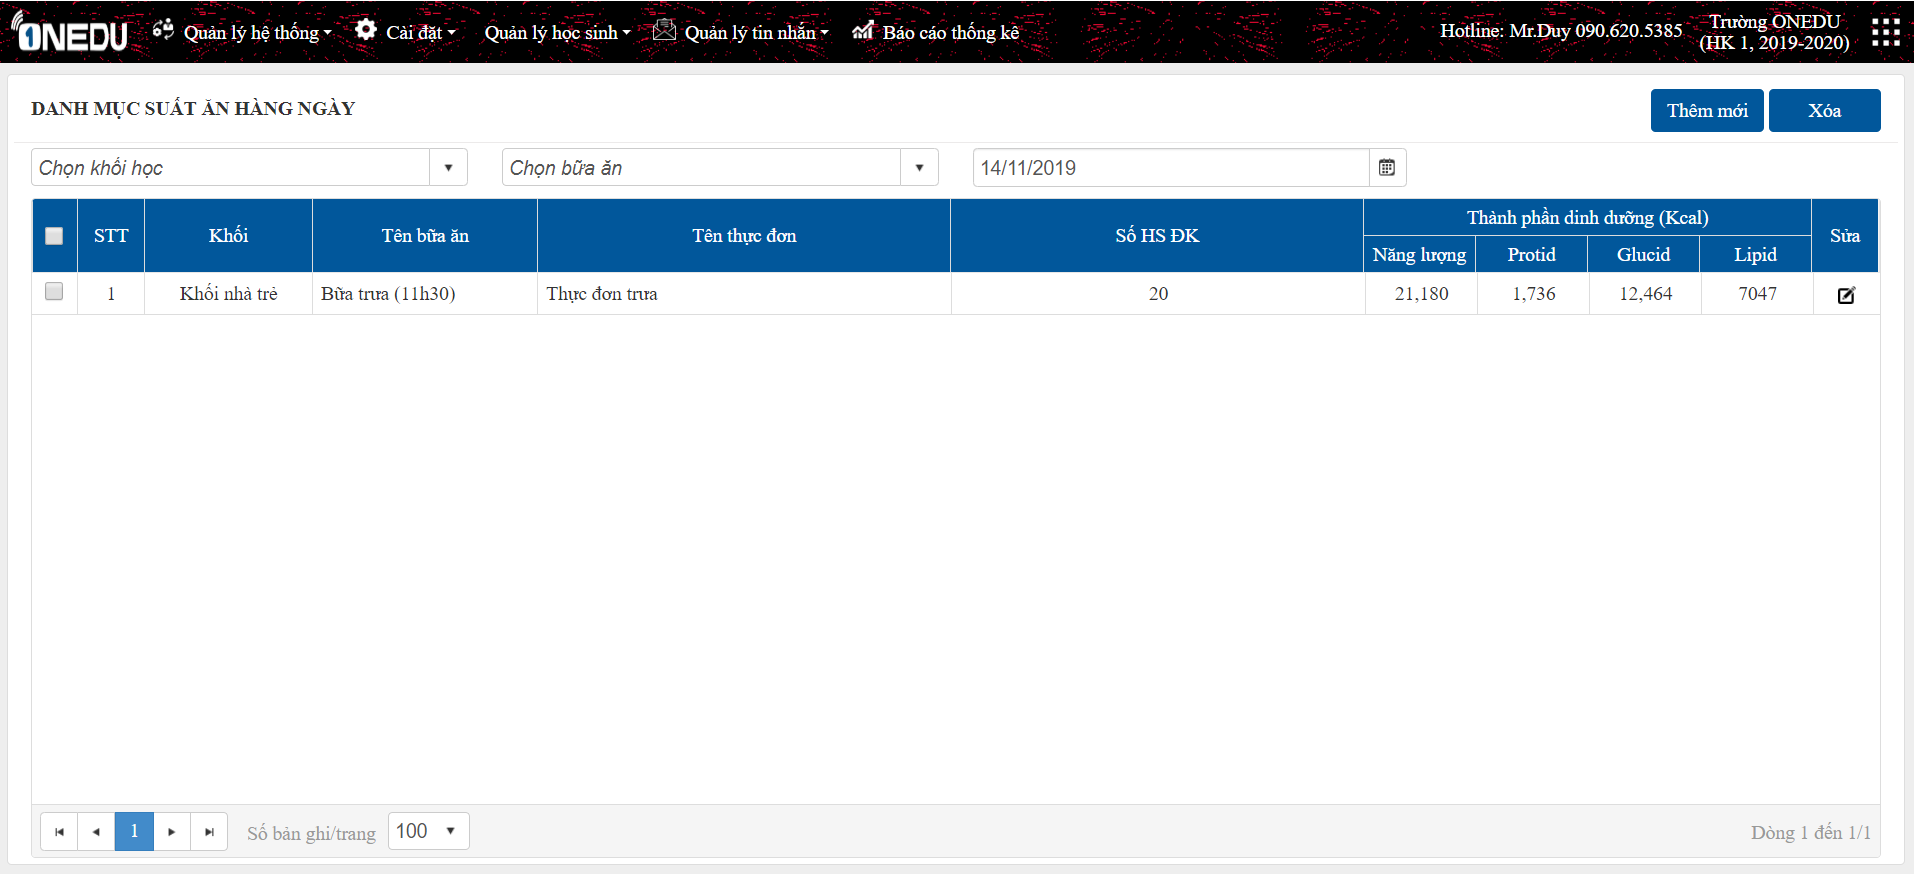 ONEDU Quản lý hệ thống Cài đặt Quản lý học sinh Quản lý tin nhắn Báo cáo thống kê Hotline: Mr.Duy 090.620.5385 Trường ONEDU
(HK 1, 2019-2020)
DANH MỤC SUẤT ĂN HÀNG NGÀY Thêm mới Xóa
Chọn khối học Chọn bữa ăn 14/11/2019
STT Khối Tên bữa ăn Tên thực đơn Số HS ĐK Thành phần dinh dưỡng (Kcal) Sửa
Năng lượng Protid Glucid Lipid
1 Khối nhà trẻ Bữa trưa (11h30) Thực đơn trưa 20 21,180 1,736 12,464 7047
1 Số bản ghi/trang 100 Dòng 1 đến 1/1